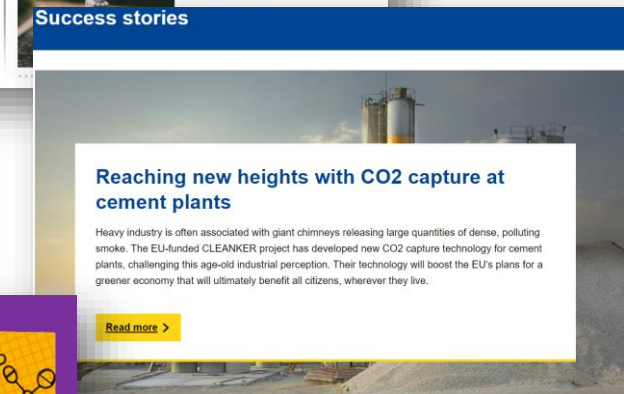 Success stories
Reaching new heights with CO2 capture at
cement plants
Heavy industry is often associated with giant chimneys releasing large quantities of dense, polluting
smoke. The EU-funded CLEANKER project has developed new CO2 capture technology for cement
plants, challenging this age-old industrial perception. Their technology will boost the EU's plans for a
greener economy that will ultimately benefit all citizens, wherever they live.
Read more >